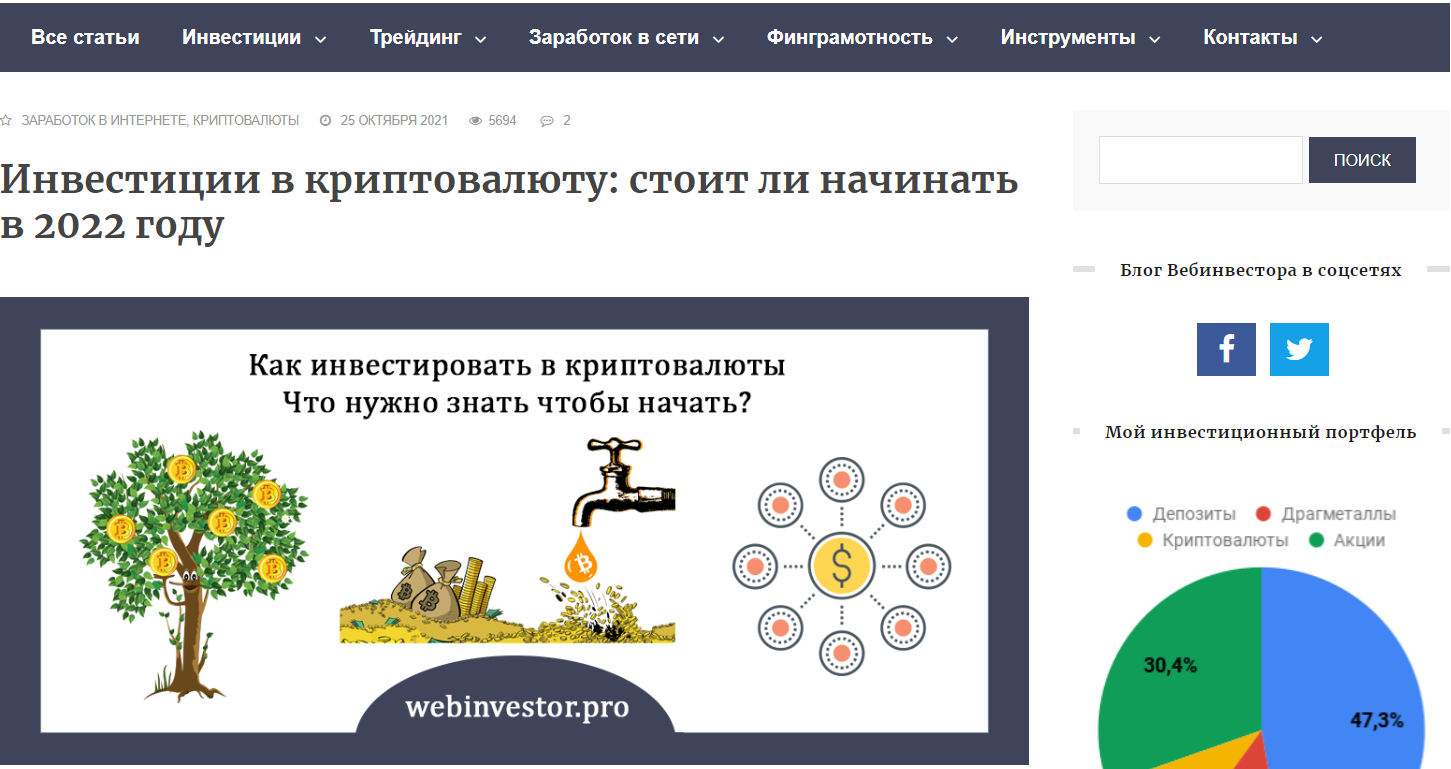 Все статьи Инвестиции Трейдинг Заработок в сети Финграмотность Инструменты Контакты
ЗАРАБОТОК В ИНТЕРНЕТЕ, КРИПТОВАЛЮТЫ 25 ОКТЯБРЯ 2021 5694 2
Инвестиции в криптовалюту: стоит ли начинать
в 2022 году
Как инвестировать в криптовалюты
Что нужно знать чтобы начать?
webinvestor.pro
ПОИСК
Блог Вебинвестора в соцсетях
Мой инвестиционный портфель
Депозиты Драгметаллы
Криптовалюты Акции
30,4%
47,3%